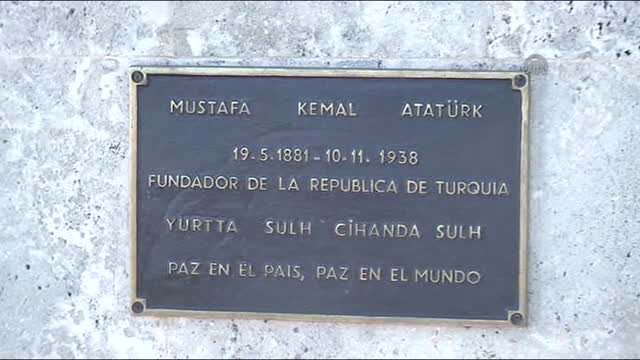 MUSTAFA KEMAL ATATÜRK
19.5.1881-10.11.1938
FUNDADOR DE LA REPUBLICA DE TURQUIA
YURTTA SULH CİHANDA SULH
PAZ EN EL PAIS, PAZ EN EL MUNDO